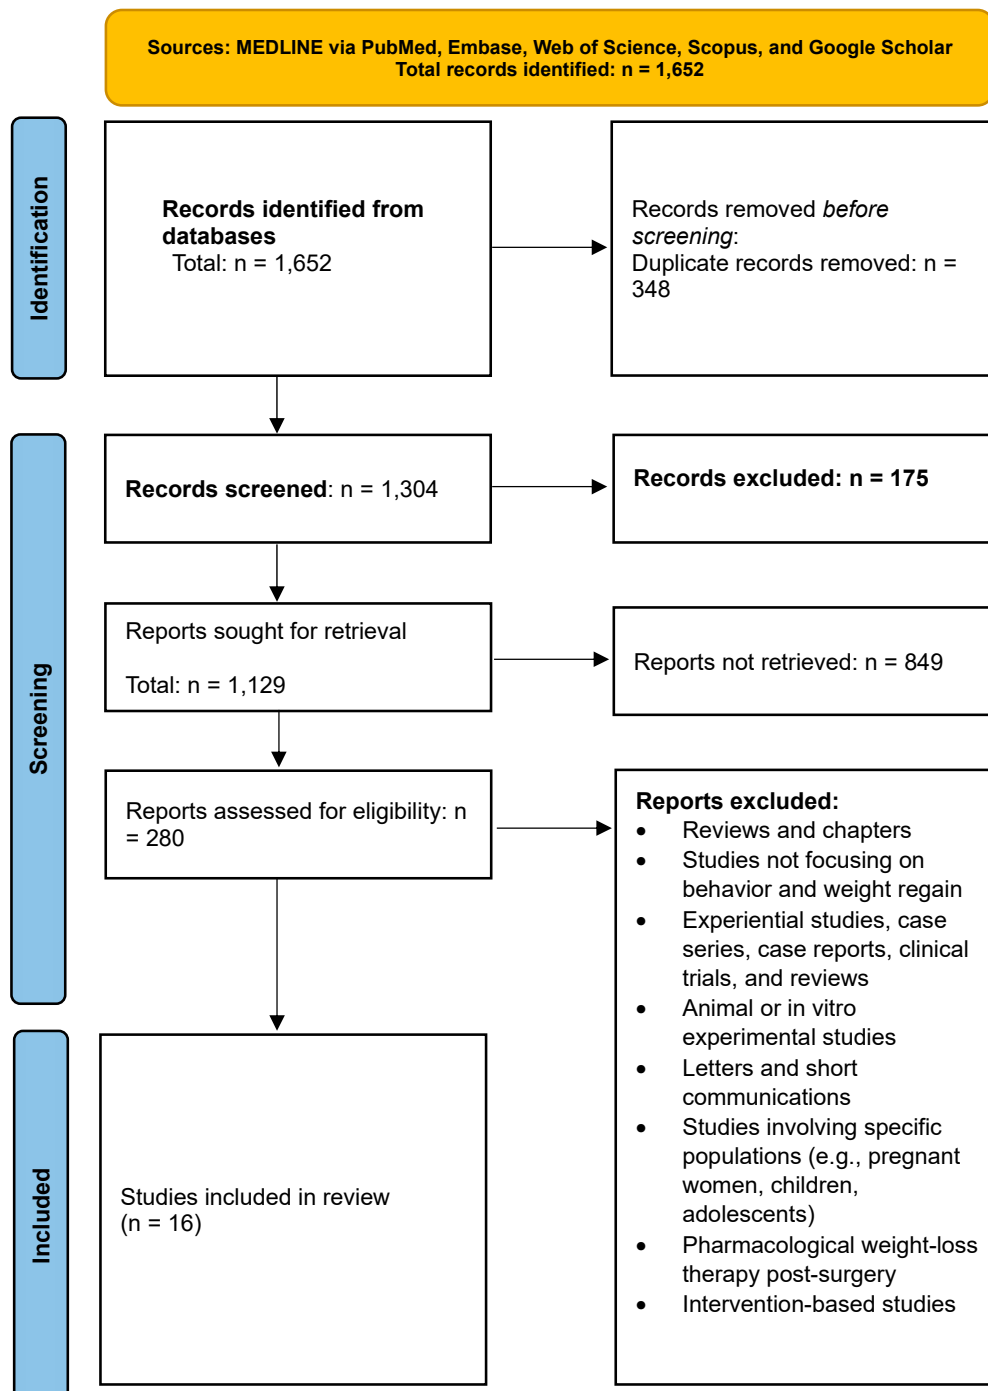 Sources: MEDLINE via PubMed, Embase, Web of Science, Scopus, and Google Scholar
Total records identified: n = 1,652
Identification
Records identified from
databases
Total: n = 1,652
Records removed before
screening:
Duplicate records removed: n =
348
Screening
Records screened: n = 1,304
Records excluded: n = 175
Reports sought for retrieval
Total: n = 1,129
Reports not retrieved: n = 849
Reports assessed for eligibility: n
= 280
Reports excluded:
• Reviews and chapters
• Studies not focusing on
behavior and weight regain
• Experiential studies, case
series, case reports, clinical
trials, and reviews
• Animal or in vitro
experimental studies
• Letters and short
communications
• Studies involving specific
populations (e.g., pregnant
women, children,
adolescents)
• Pharmacological weight-loss
therapy post-surgery
• Intervention-based studies
Included
Studies included in review
(n = 16)